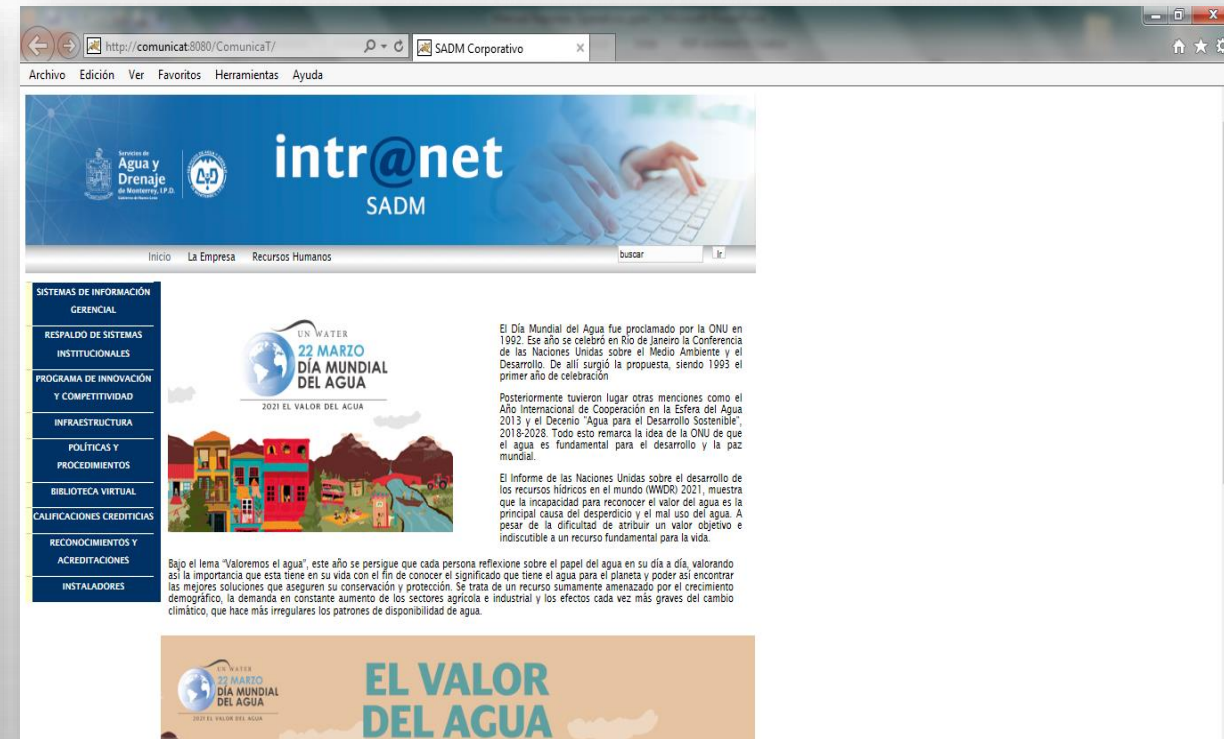 http://comunicat:8080/ComunicaT/
SADM Corporativo
Archivo Edición Ver Favoritos Herramientas Ayuda
Servicios de
Agua y
Drenaje
de Monterrey, I.P.D.
intr@net
SADM
Inicio La Empresa Recursos Humanos
buscar
Ir
SISTEMAS DE INFORMACIÓN
GERENCIAL
RESPALDO DE SISTEMAS
INSTITUCIONALES
PROGRAMA DE INNOVACIÓN
Y COMPETITIVIDAD
INFRAESTRUCTURA
POLÍTICAS Y
PROCEDIMIENTOS
BIBLIOTECA VIRTUAL
CALIFICACIONES CREDITICIAS
RECONOCIMIENTOS Y
ACREDITACIONES
INSTALADORES
UN WATER
22 MARZO
DÍA MUNDIAL
DEL AGUA
2021 EL VALOR DEL AGUA
El Día Mundial del Agua fue proclamado por la ONU en
1992. Ese año se celebró en Río de Janeiro la Conferencia
de las Naciones Unidas sobre el Medio Ambiente y el
Desarrollo. De allí surgió la propuesta, siendo 1993 el
primer año de celebración
Posteriormente tuvieron lugar otras menciones como el
Año Internacional de Cooperación en la Esfera del Agua
2013 y el Decenio "Agua para el Desarrollo Sostenible",
2018-2028. Todo esto remarca la idea de la ONU de que
el agua es fundamental para el desarrollo y la paz
mundial.
El Informe de las Naciones Unidas sobre el desarrollo de
los recursos hídricos en el mundo (WWDR) 2021, muestra
que la incapacidad para reconocer el valor del agua es la
principal causa del desperdicio y el mal uso del agua. A
pesar de la dificultad de atribuir un valor objetivo e
indiscutible a un recurso fundamental para la vida.
Bajo el lema "Valoremos el agua", este año se persigue que cada persona reflexione sobre el papel del agua en su día a día, valorando
así la importancia que esta tiene en su vida con el fin de conocer el significado que tiene el agua para el planeta y poder así encontrar
las mejores soluciones que aseguren su conservación y protección. Se trata de un recurso sumamente amenazado por el crecimiento
demográfico, la demanda en constante aumento de los sectores agrícola e industrial y los efectos cada vez más graves del cambio
climático, que hace más irregulares los patrones de disponibilidad de agua.
UN WATER
22 MARZO
DÍA MUNDIAL
DEL AGUA
2021 EL VALOR DEL AGUA
EL VALOR
DEL AGUA